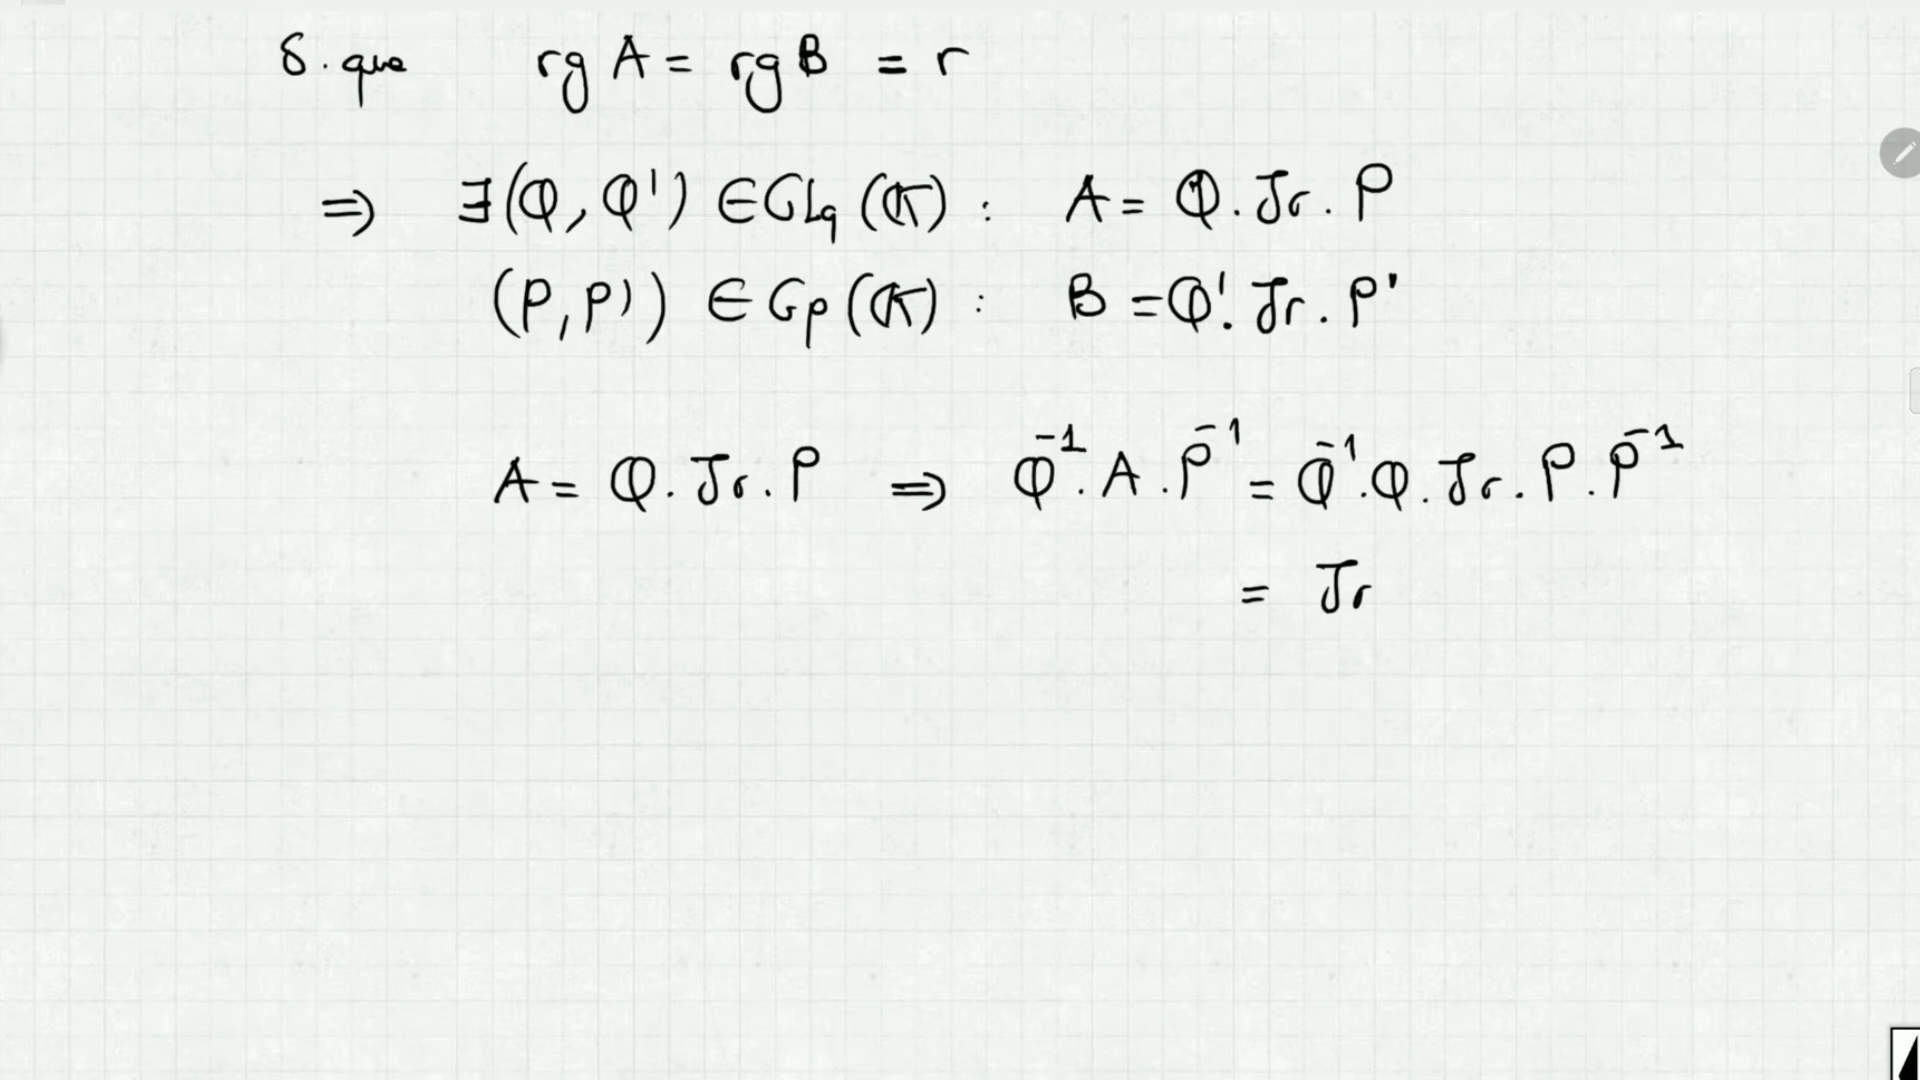 S. que rg A = rg B = r
⇒ ∃(Q, Q') ∈ GLq (K) : A = Q. Jr. P
(P, P') ∈ Gp (K) : B = Q'. Jr. P'
A = Q. Jr. P ⇒ Q⁻¹. A . P⁻¹ = Q⁻¹. Q. Jr. P. P⁻¹
= Jr